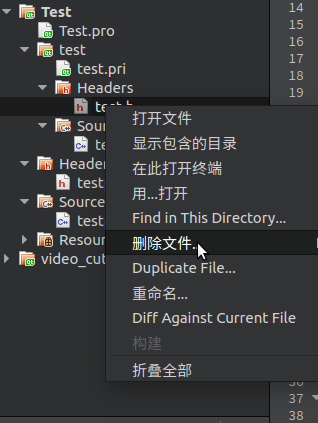 Test
Test.pro
test
test.pri
Headers
test.h
打开文件
显示包含的目录
Sou
在此打开终端
te
Header
用...打开
test
Find in This Directory...
Source
删除文件...
test
Duplicate File...
Resour
video_cu
重命名...
Diff Against Current File
构建
折叠全部
14
15
16
17
18
19
37
38